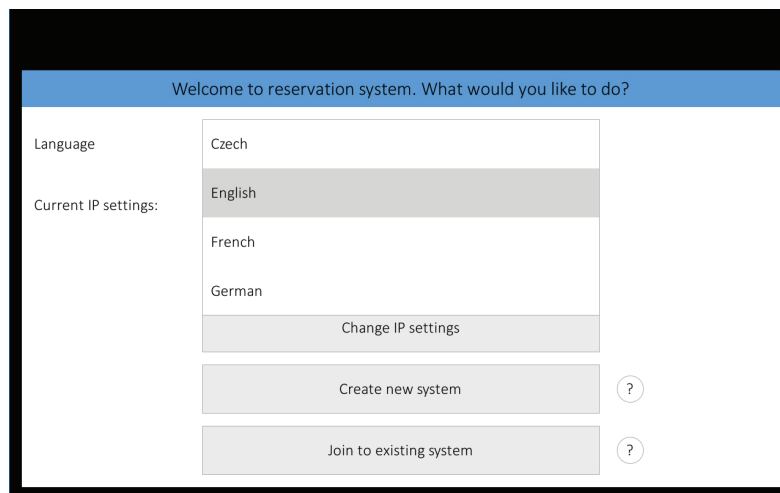 Welcome to reservation system. What would you like to do?
Language
Czech
English
Current IP settings:
French
German
Change IP settings
Create new system
?
Join to existing system
?